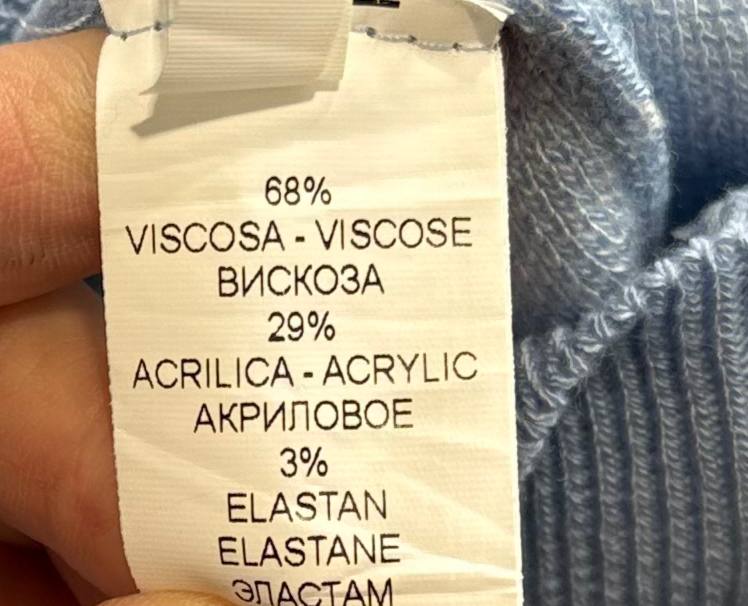 68%
VISCOSA - VISCOSE
ВИСКОЗА
29%
ACRILICA - ACRYLIC
АКРИЛОВОЕ
3%
ELASTAN
ELASTANE
ЭЛАСТАМ